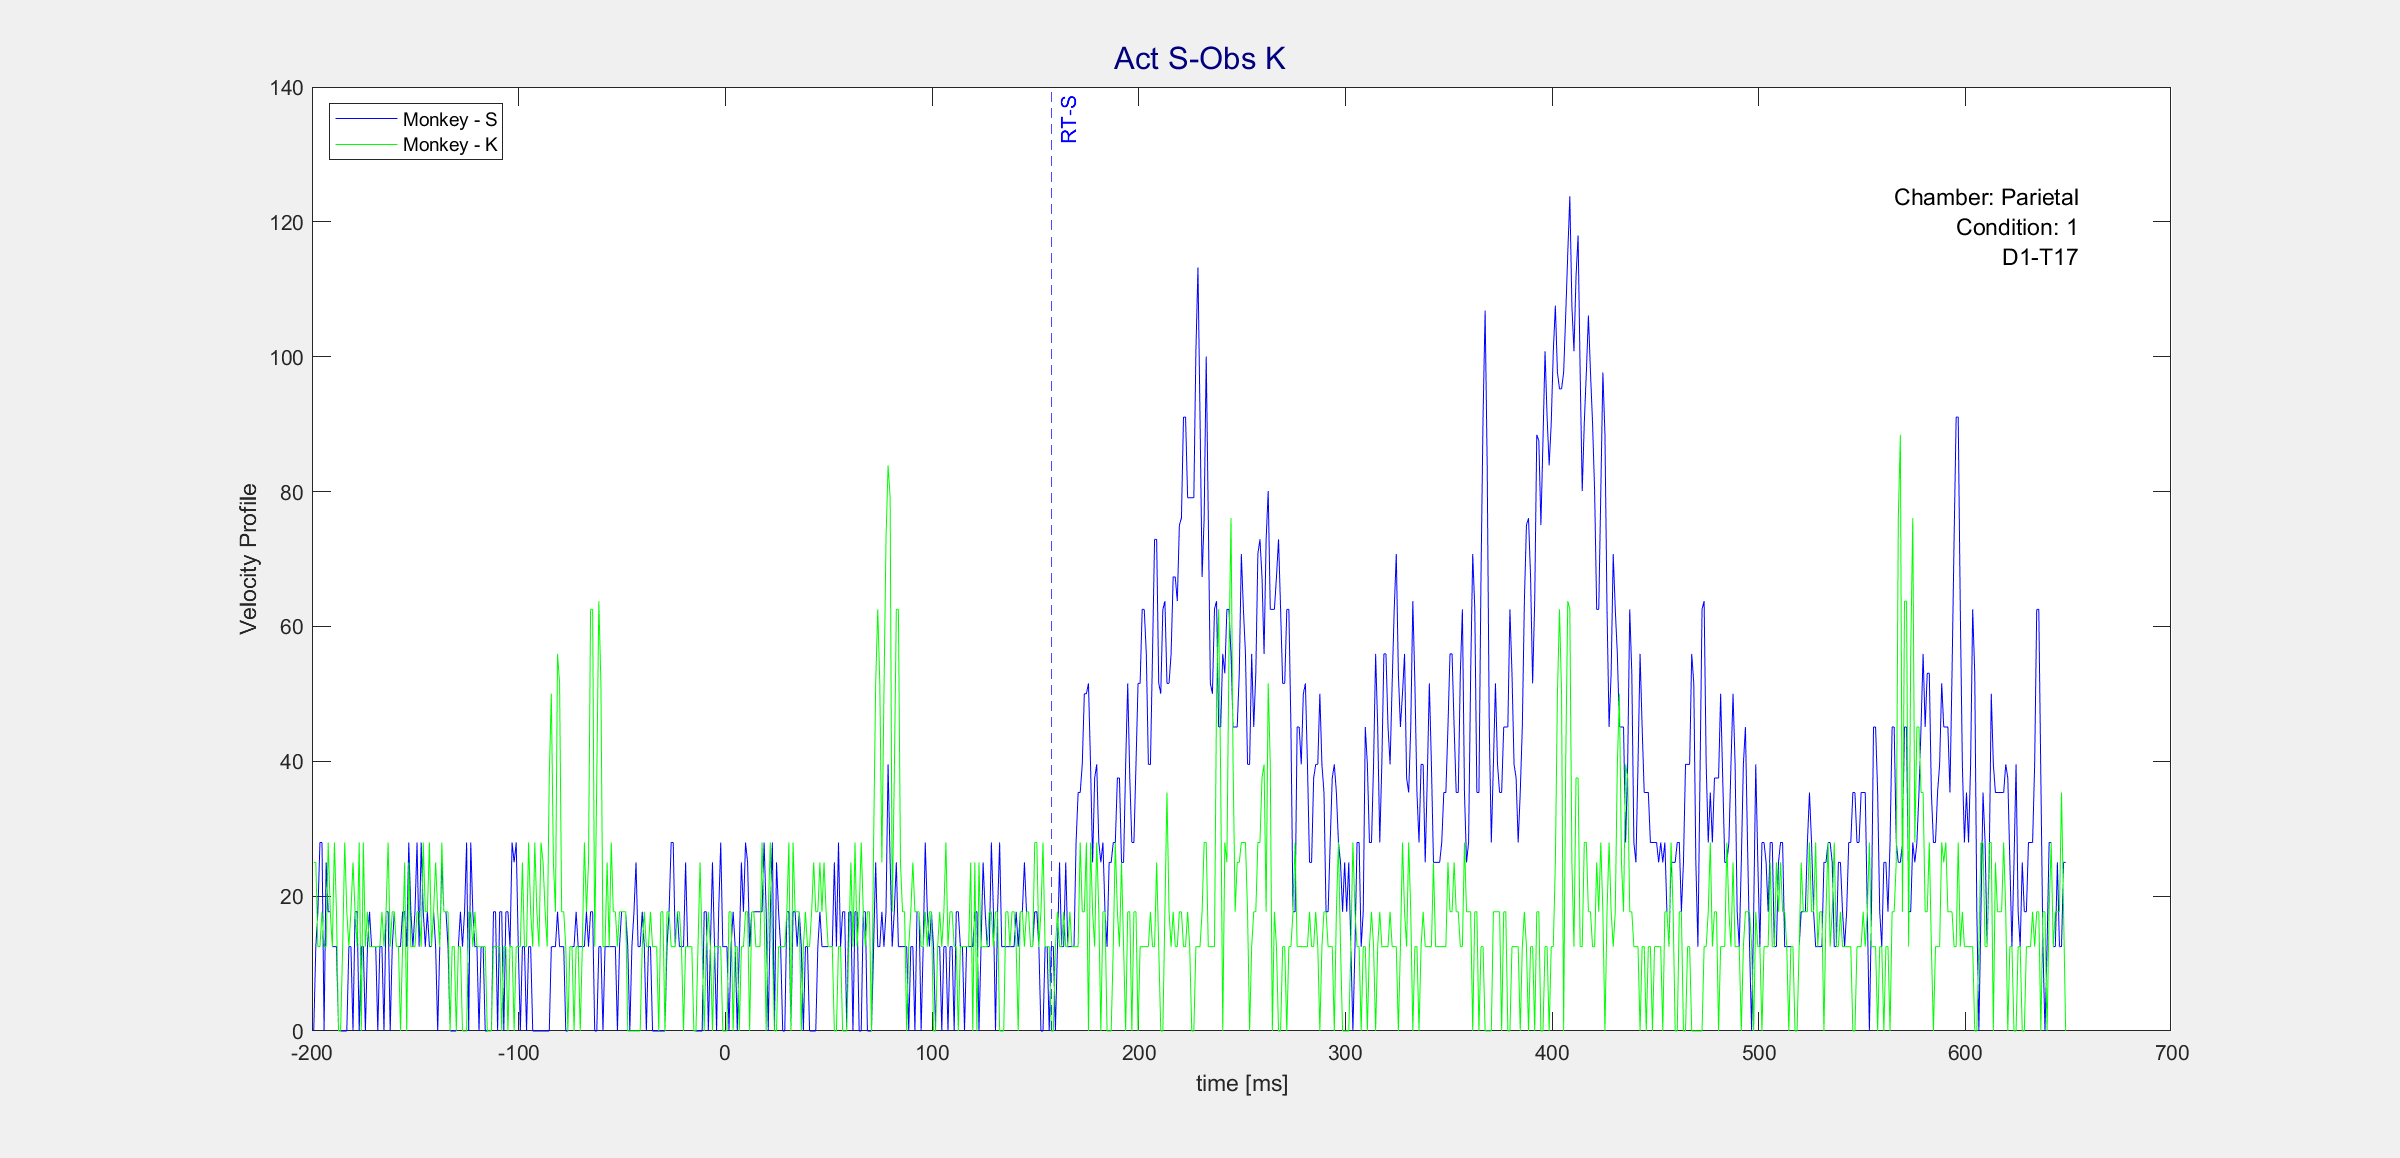 Act S-Obs K
140
120
100
80
60
40
20
0
Velocity Profile
Monkey - S
Monkey - K
RT-S
Chamber: Parietal
Condition: 1
D1-T17
-200 -100 0 100 200 300 400 500 600 700
time [ms]